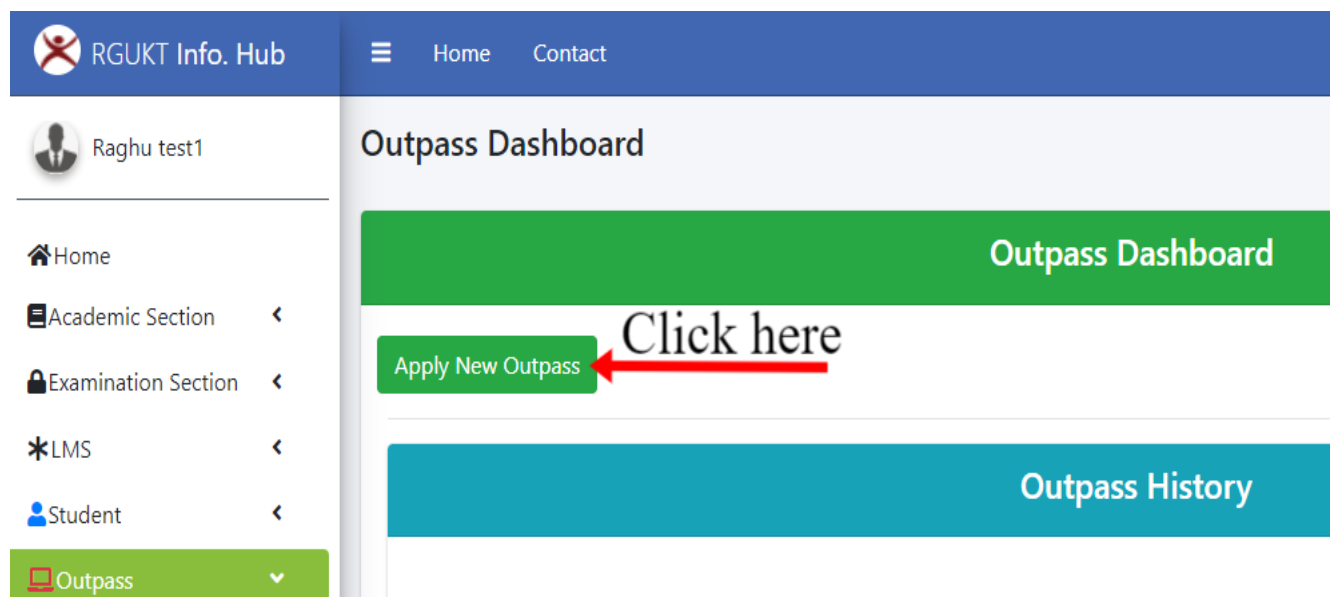 RGUKT Info. Hub
Home Contact
Raghu test1
Outpass Dashboard
Home
Academic Section
Examination Section
LMS
Student
Outpass
Outpass Dashboard
Click here
Apply New Outpass
Outpass History